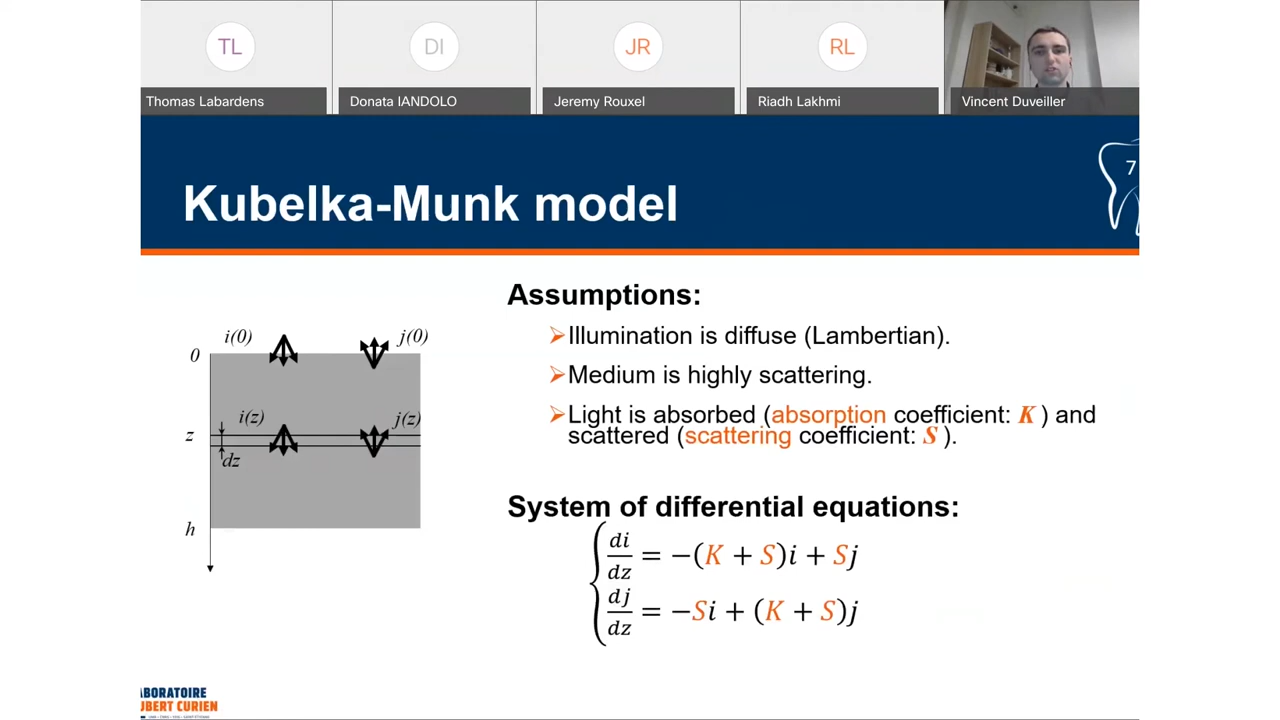 TL
DI
JR
RL
Thomas Labardens
Donata IANDOLO
Jeremy Rouxel
Riadh Lakhmi
Vincent Duveiller
7
Kubelka-Munk model
i(0)
j(0)
0
i(z)
j(z)
z
dz
h
Assumptions:
➢Illumination is diffuse (Lambertian).
➢Medium is highly scattering.
➢Light is absorbed (absorption coefficient: K ) and
scattered (scattering coefficient: S ).
System of differential equations:
di/dz = −(K + S)i + Sj
dj/dz = −Si + (K + S)j
ABORATOIRE
UBERT CURIEN